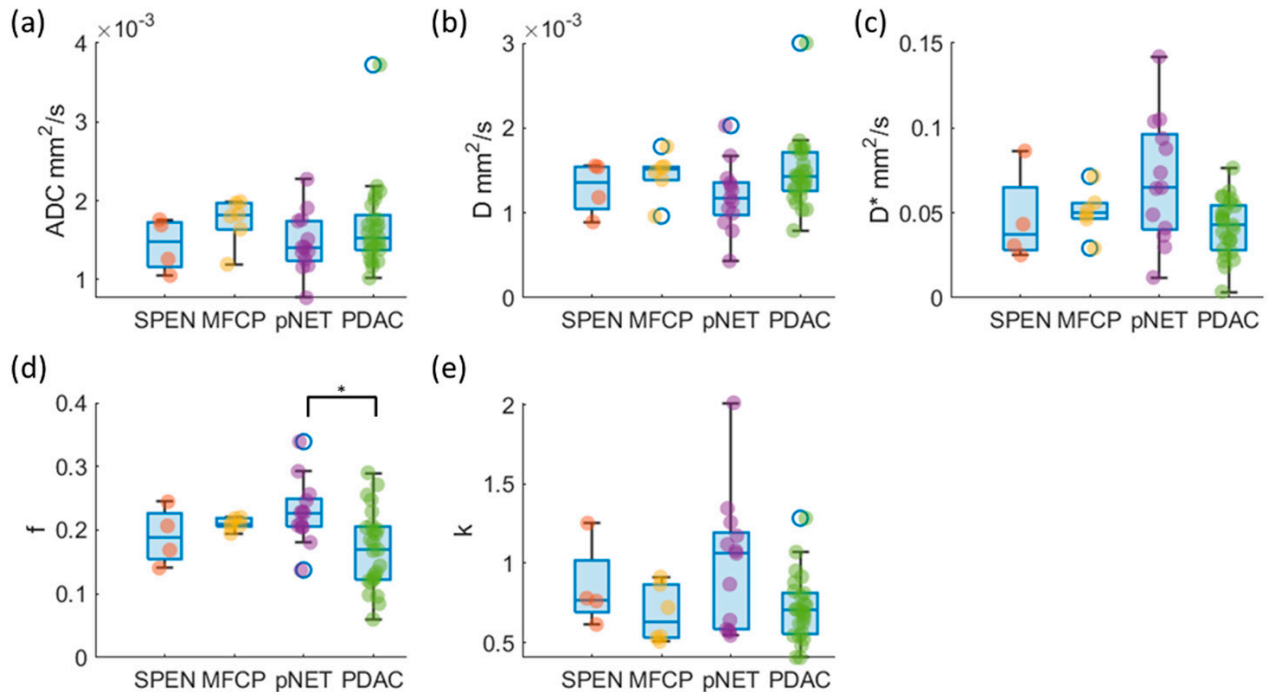 (a)
×10⁻³
4
3
2
1
ADC mm²/s
SPEN MFCP pNET PDAC
(b)
×10⁻³
3
2
1
0
D mm²/s
SPEN MFCP pNET PDAC
(c)
0.15
0.1
0.05
0
D* mm²/s
SPEN MFCP pNET PDAC
(d)
0.4
0.3
0.2
0.1
0
f
*
SPEN MFCP pNET PDAC
(e)
2
1.5
1
0.5
k
SPEN MFCP pNET PDAC